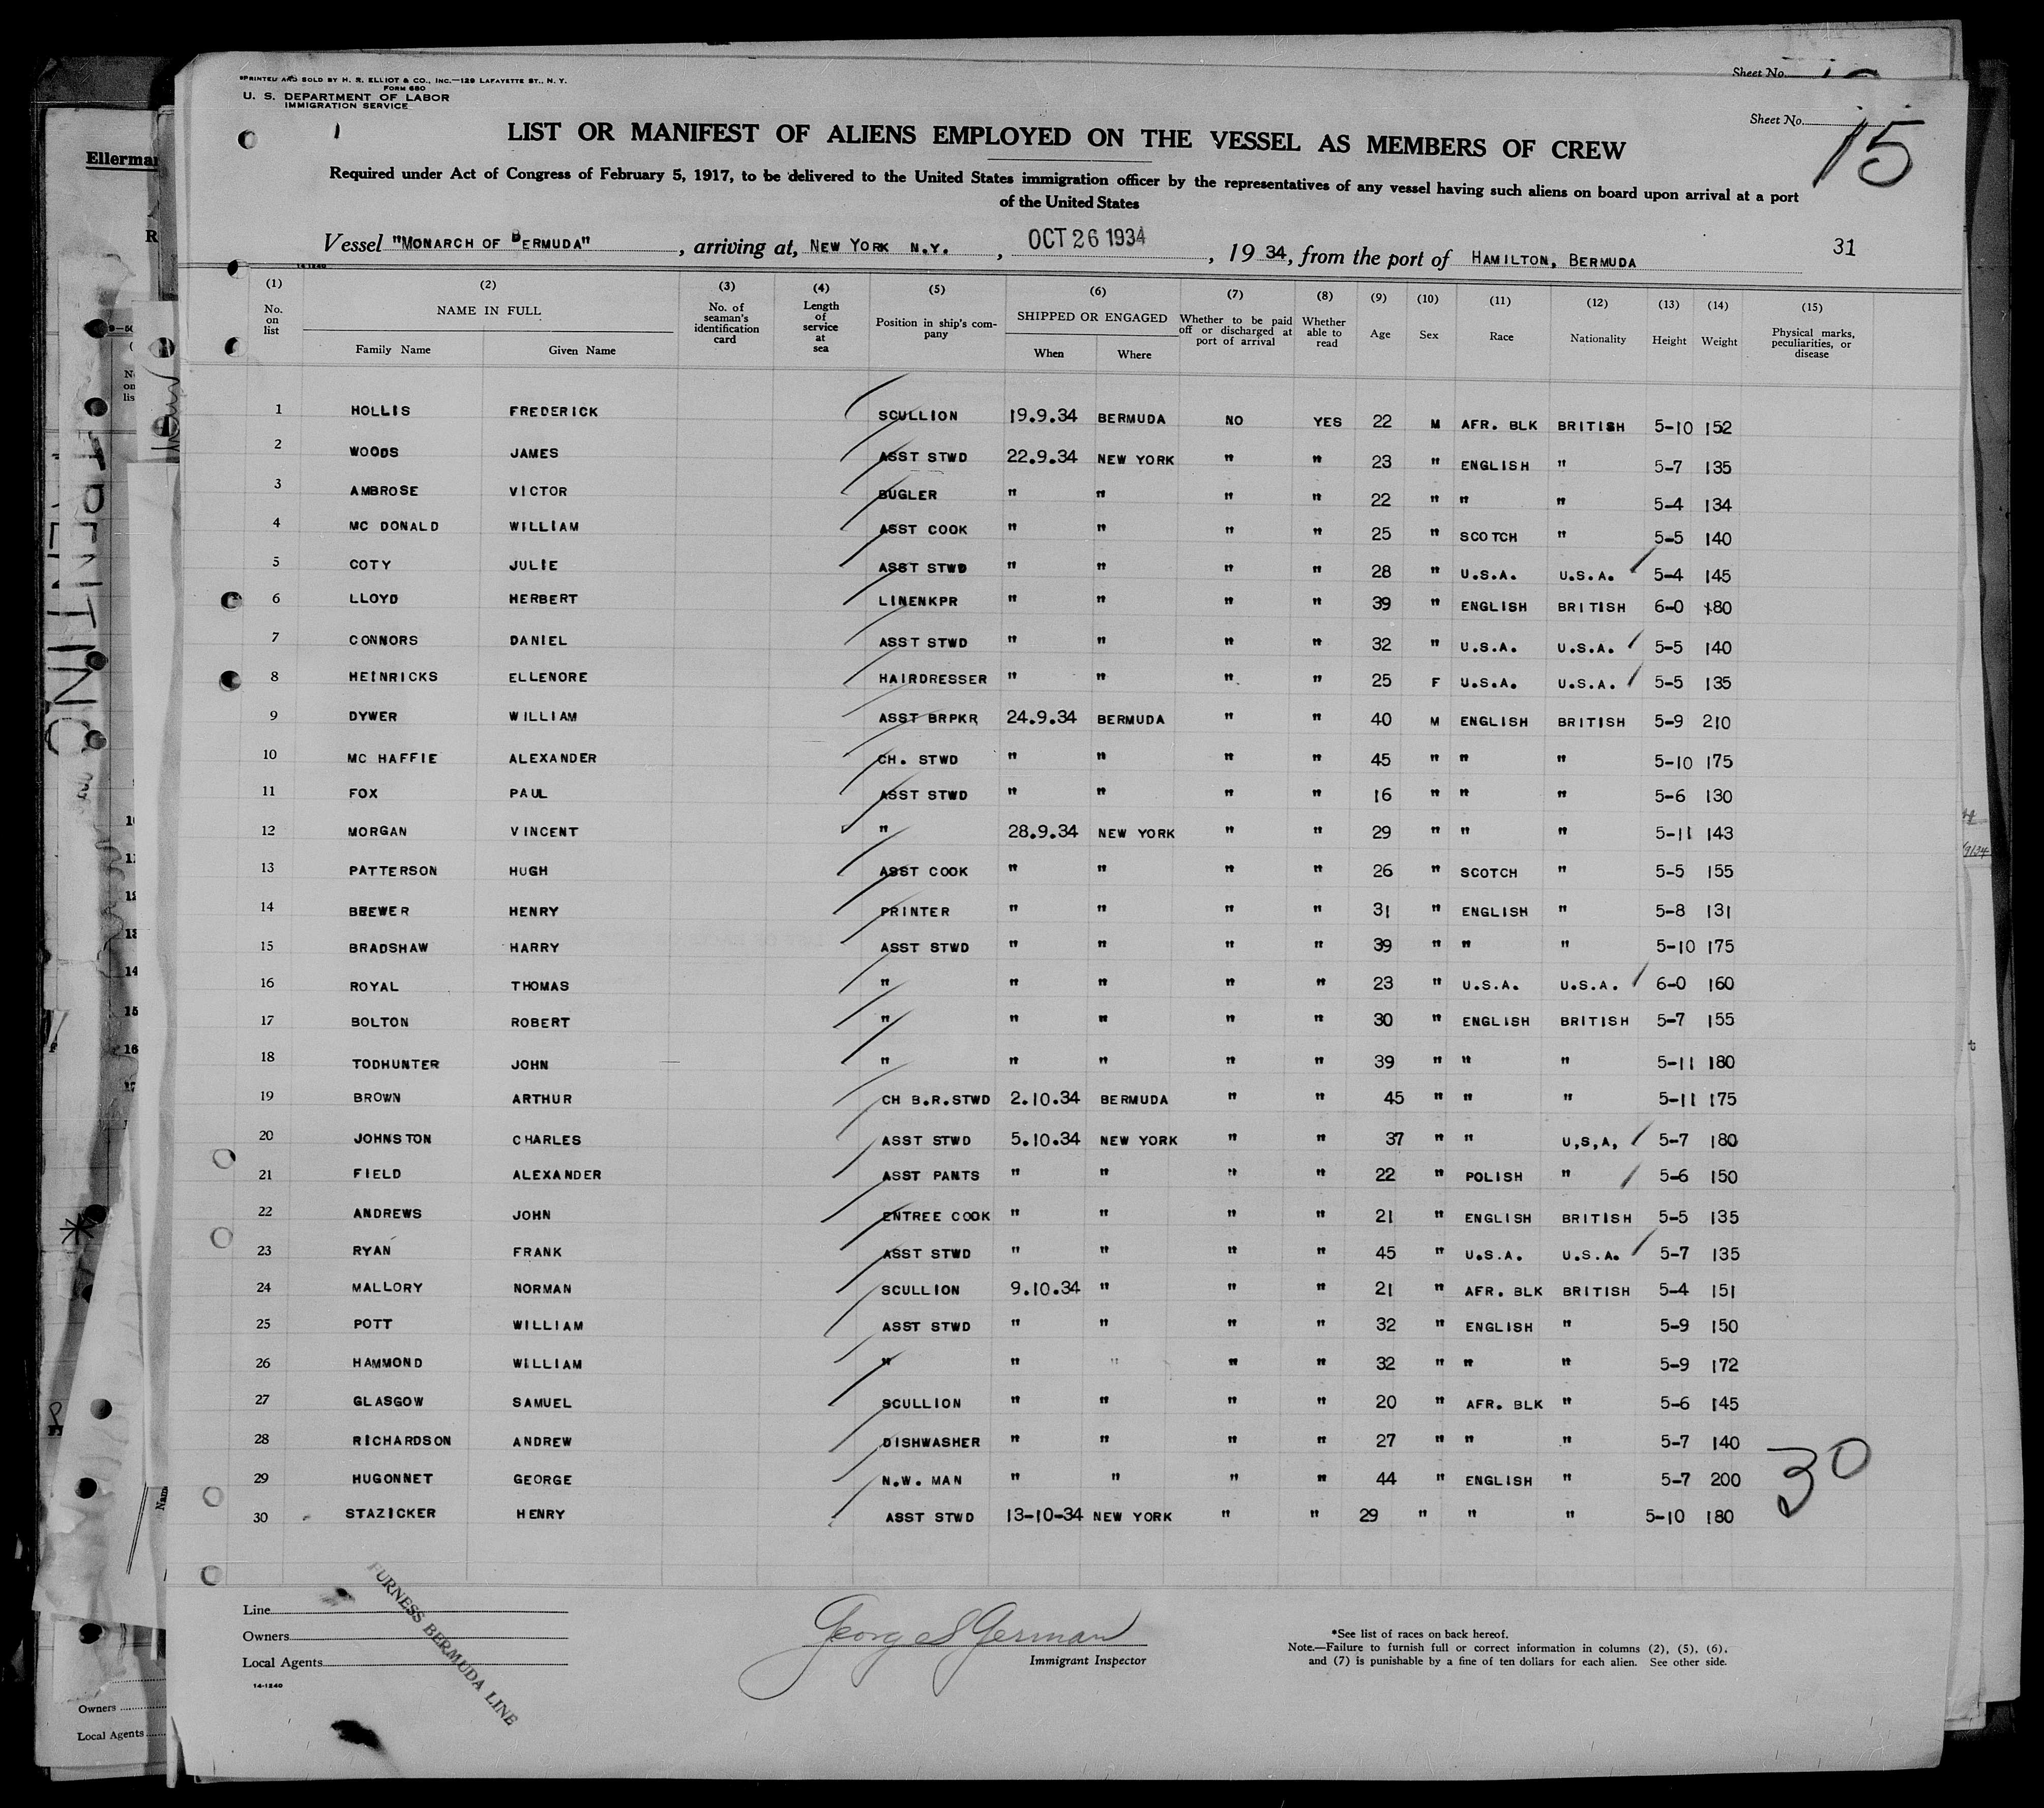 PRINTED AND SOLD BY H. R. ELLIOT & CO., INC.—129 LAFAYETTE ST., N. Y.
FORM 680
U. S. DEPARTMENT OF LABOR
IMMIGRATION SERVICE
Sheet No.
Sheet No. 15
LIST OR MANIFEST OF ALIENS EMPLOYED ON THE VESSEL AS MEMBERS OF CREW
Required under Act of Congress of February 5, 1917, to be delivered to the United States immigration officer by the representatives of any vessel having such aliens on board upon arrival at a port
of the United States
Vessel "MONARCH OF BERMUDA", arriving at, NEW YORK N.Y., OCT 26 1934, 19 34, from the port of HAMILTON, BERMUDA 31
14-1240
(1) (2) (3) (4) (5) (6) (7) (8) (9) (10) (11) (12) (13) (14) (15)
No. on list NAME IN FULL Family Name Given Name No. of seaman's identification card Length of service at sea Position in ship's company SHIPPED OR ENGAGED When Where Whether to be paid off or discharged at port of arrival Whether able to read Age Sex Race Nationality Height Weight Physical marks, peculiarities, or disease
1 HOLLIS FREDERICK SCULLION 19.9.34 BERMUDA NO YES 22 M AFR. BLK BRITISH 5-10 152
2 WOODS JAMES ASST STWD 22.9.34 NEW YORK " " 23 " ENGLISH " 5-7 135
3 AMBROSE VICTOR BUGLER " " " " 22 " " " 5-4 134
4 MC DONALD WILLIAM ASST COOK " " " " 25 " SCOTCH " 5-5 140
5 COTY JULIE ASST STWD " " " " 28 " U.S.A. U.S.A. 5-4 145
6 LLOYD HERBERT LINENKPR " " " " 39 " ENGLISH BRITISH 6-0 180
7 CONNORS DANIEL ASST STWD " " " " 32 " U.S.A. U.S.A. 5-5 140
8 HEINRICKS ELLENORE HAIRDRESSER " " " " 25 F U.S.A. U.S.A. 5-5 135
9 DYWER WILLIAM ASST BRPKR 24.9.34 BERMUDA " " 40 M ENGLISH BRITISH 5-9 210
10 MC HAFFIE ALEXANDER CH. STWD " " " " 45 " " " 5-10 175
11 FOX PAUL ASST STWD " " " " 16 " " " 5-6 130
12 MORGAN VINCENT " 28.9.34 NEW YORK " " 29 " " " 5-11 143
13 PATTERSON HUGH ASST COOK " " " " 26 " SCOTCH " 5-5 155
14 BREWER HENRY PRINTER " " " " 31 " ENGLISH " 5-8 131
15 BRADSHAW HARRY ASST STWD " " " " 39 " " " 5-10 175
16 ROYAL THOMAS " " " " " 23 " U.S.A. U.S.A. 6-0 160
17 BOLTON ROBERT " " " " " 30 " ENGLISH BRITISH 5-7 155
18 TODHUNTER JOHN " " " " " 39 " " " 5-11 180
19 BROWN ARTHUR CH B.R.STWD 2.10.34 BERMUDA " " 45 " " " 5-11 175
20 JOHNSTON CHARLES ASST STWD 5.10.34 NEW YORK " " 37 " " U,S,A, 5-7 180
21 FIELD ALEXANDER ASST PANTS " " " " 22 " POLISH " 5-6 150
22 ANDREWS JOHN ENTREE COOK " " " " 21 " ENGLISH BRITISH 5-5 135
23 RYAN FRANK ASST STWD " " " " 45 " U.S.A. U.S.A. 5-7 135
24 MALLORY NORMAN SCULLION 9.10.34 " " " 21 " AFR. BLK BRITISH 5-4 151
25 POTT WILLIAM ASST STWD " " " " 32 " ENGLISH " 5-9 150
26 HAMMOND WILLIAM " " " " " 32 " " " 5-9 172
27 GLASGOW SAMUEL SCULLION " " " " 20 " AFR. BLK " 5-6 145
28 RICHARDSON ANDREW DISHWASHER " " " " 27 " " " 5-7 140
29 HUGONNET GEORGE N.W. MAN " " " " 44 " ENGLISH " 5-7 200
30 STAZICKER HENRY ASST STWD 13-10-34 NEW YORK " " 29 " " " 5-10 180
30
Line
Owners
Local Agents
14-1240
FURNESS BERMUDA LINE
George S German
Immigrant Inspector
*See list of races on back hereof.
Note.—Failure to furnish full or correct information in columns (2), (5), (6),
and (7) is punishable by a fine of ten dollars for each alien. See other side.
Owners
Local Agents